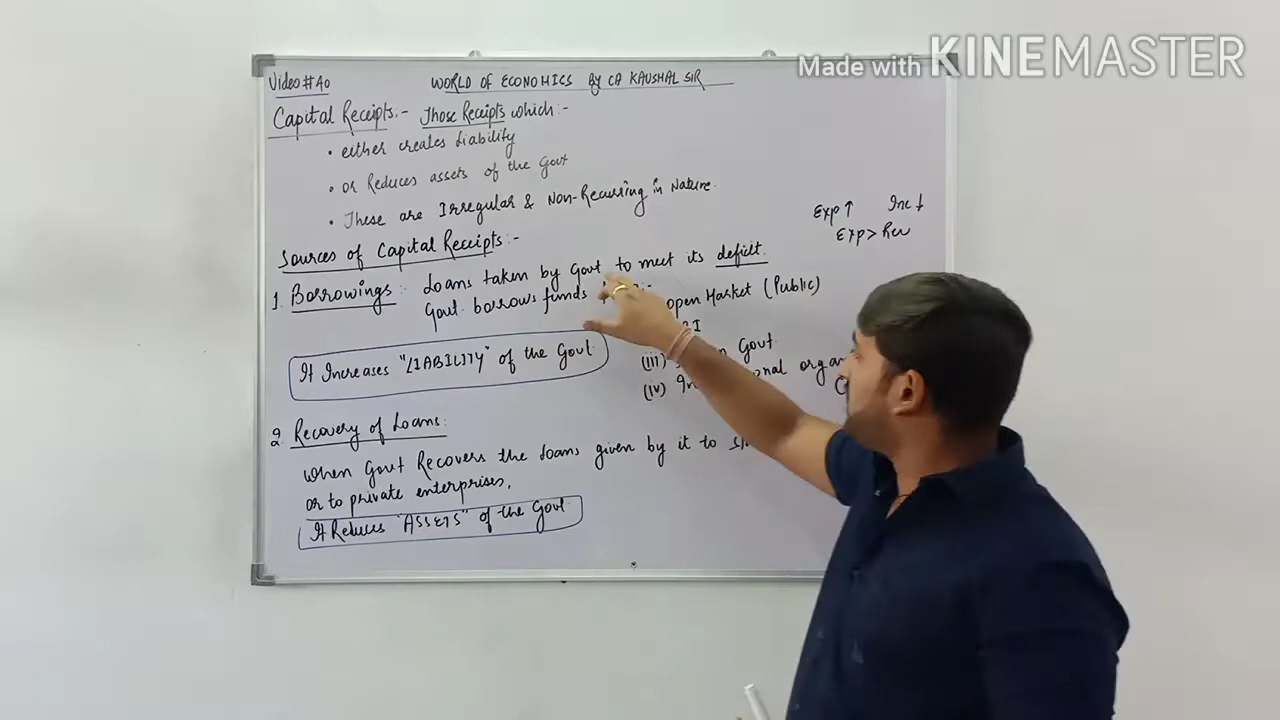 Made with KINEMASTER
Video#40 WORLD OF ECONOMICS By CA KAUSHAL SIR
Capital Receipts:- Those Receipts which:-
• either creates Liability
• or Reduces assets of the Govt
• These are Irregular & Non-Recurring in Nature.
Exp↑ Inc↓
Exp > Rev
Sources of Capital Receipts:-
1. Borrowings: Loans taken by Govt to meet its deficit.
Govt. borrows funds
open Market (Public)
It Increases "LIABILITY" of the Govt
(iii) Govt.
(iv)
2. Recovery of Loans:
When Govt Recovers the Loans given by it to
or to private enterprises.
It Reduces "ASSETS" of the Govt